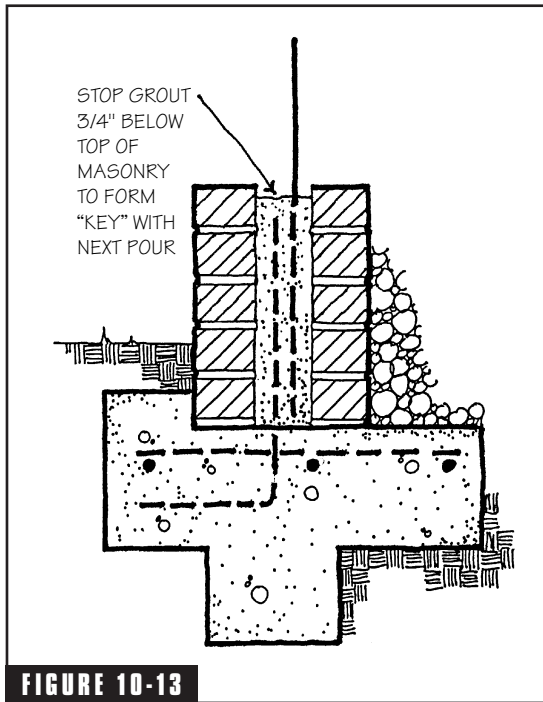 STOP GROUT
3/4" BELOW
TOP OF
MASONRY
TO FORM
“KEY” WITH
NEXT POUR
FIGURE 10-13